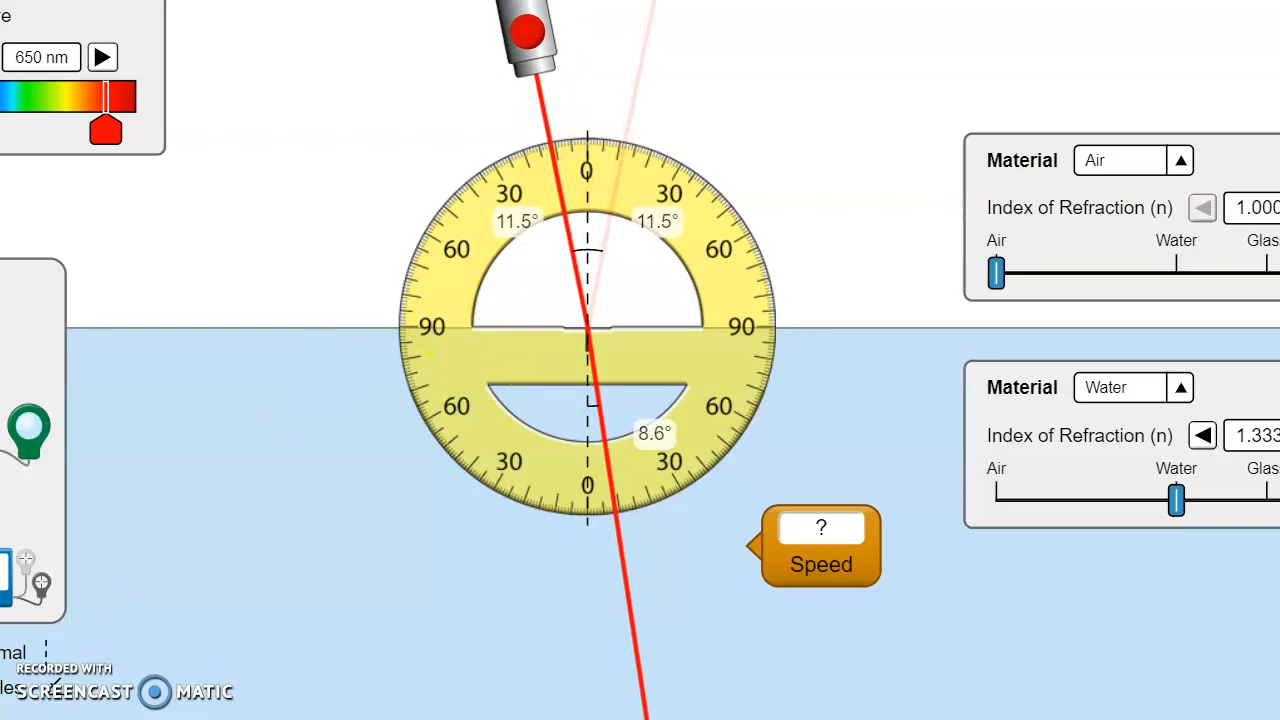 e
650 nm
0
30
30
11.5°
11.5°
60
60
90
90
60
60
8.6°
30
30
0
Material Air
Index of Refraction (n) 1.000
Air Water Glas
Material Water
Index of Refraction (n) 1.333
Air Water Glas
?
Speed
mal
les
RECORDED WITH
SCREENCAST MATIC